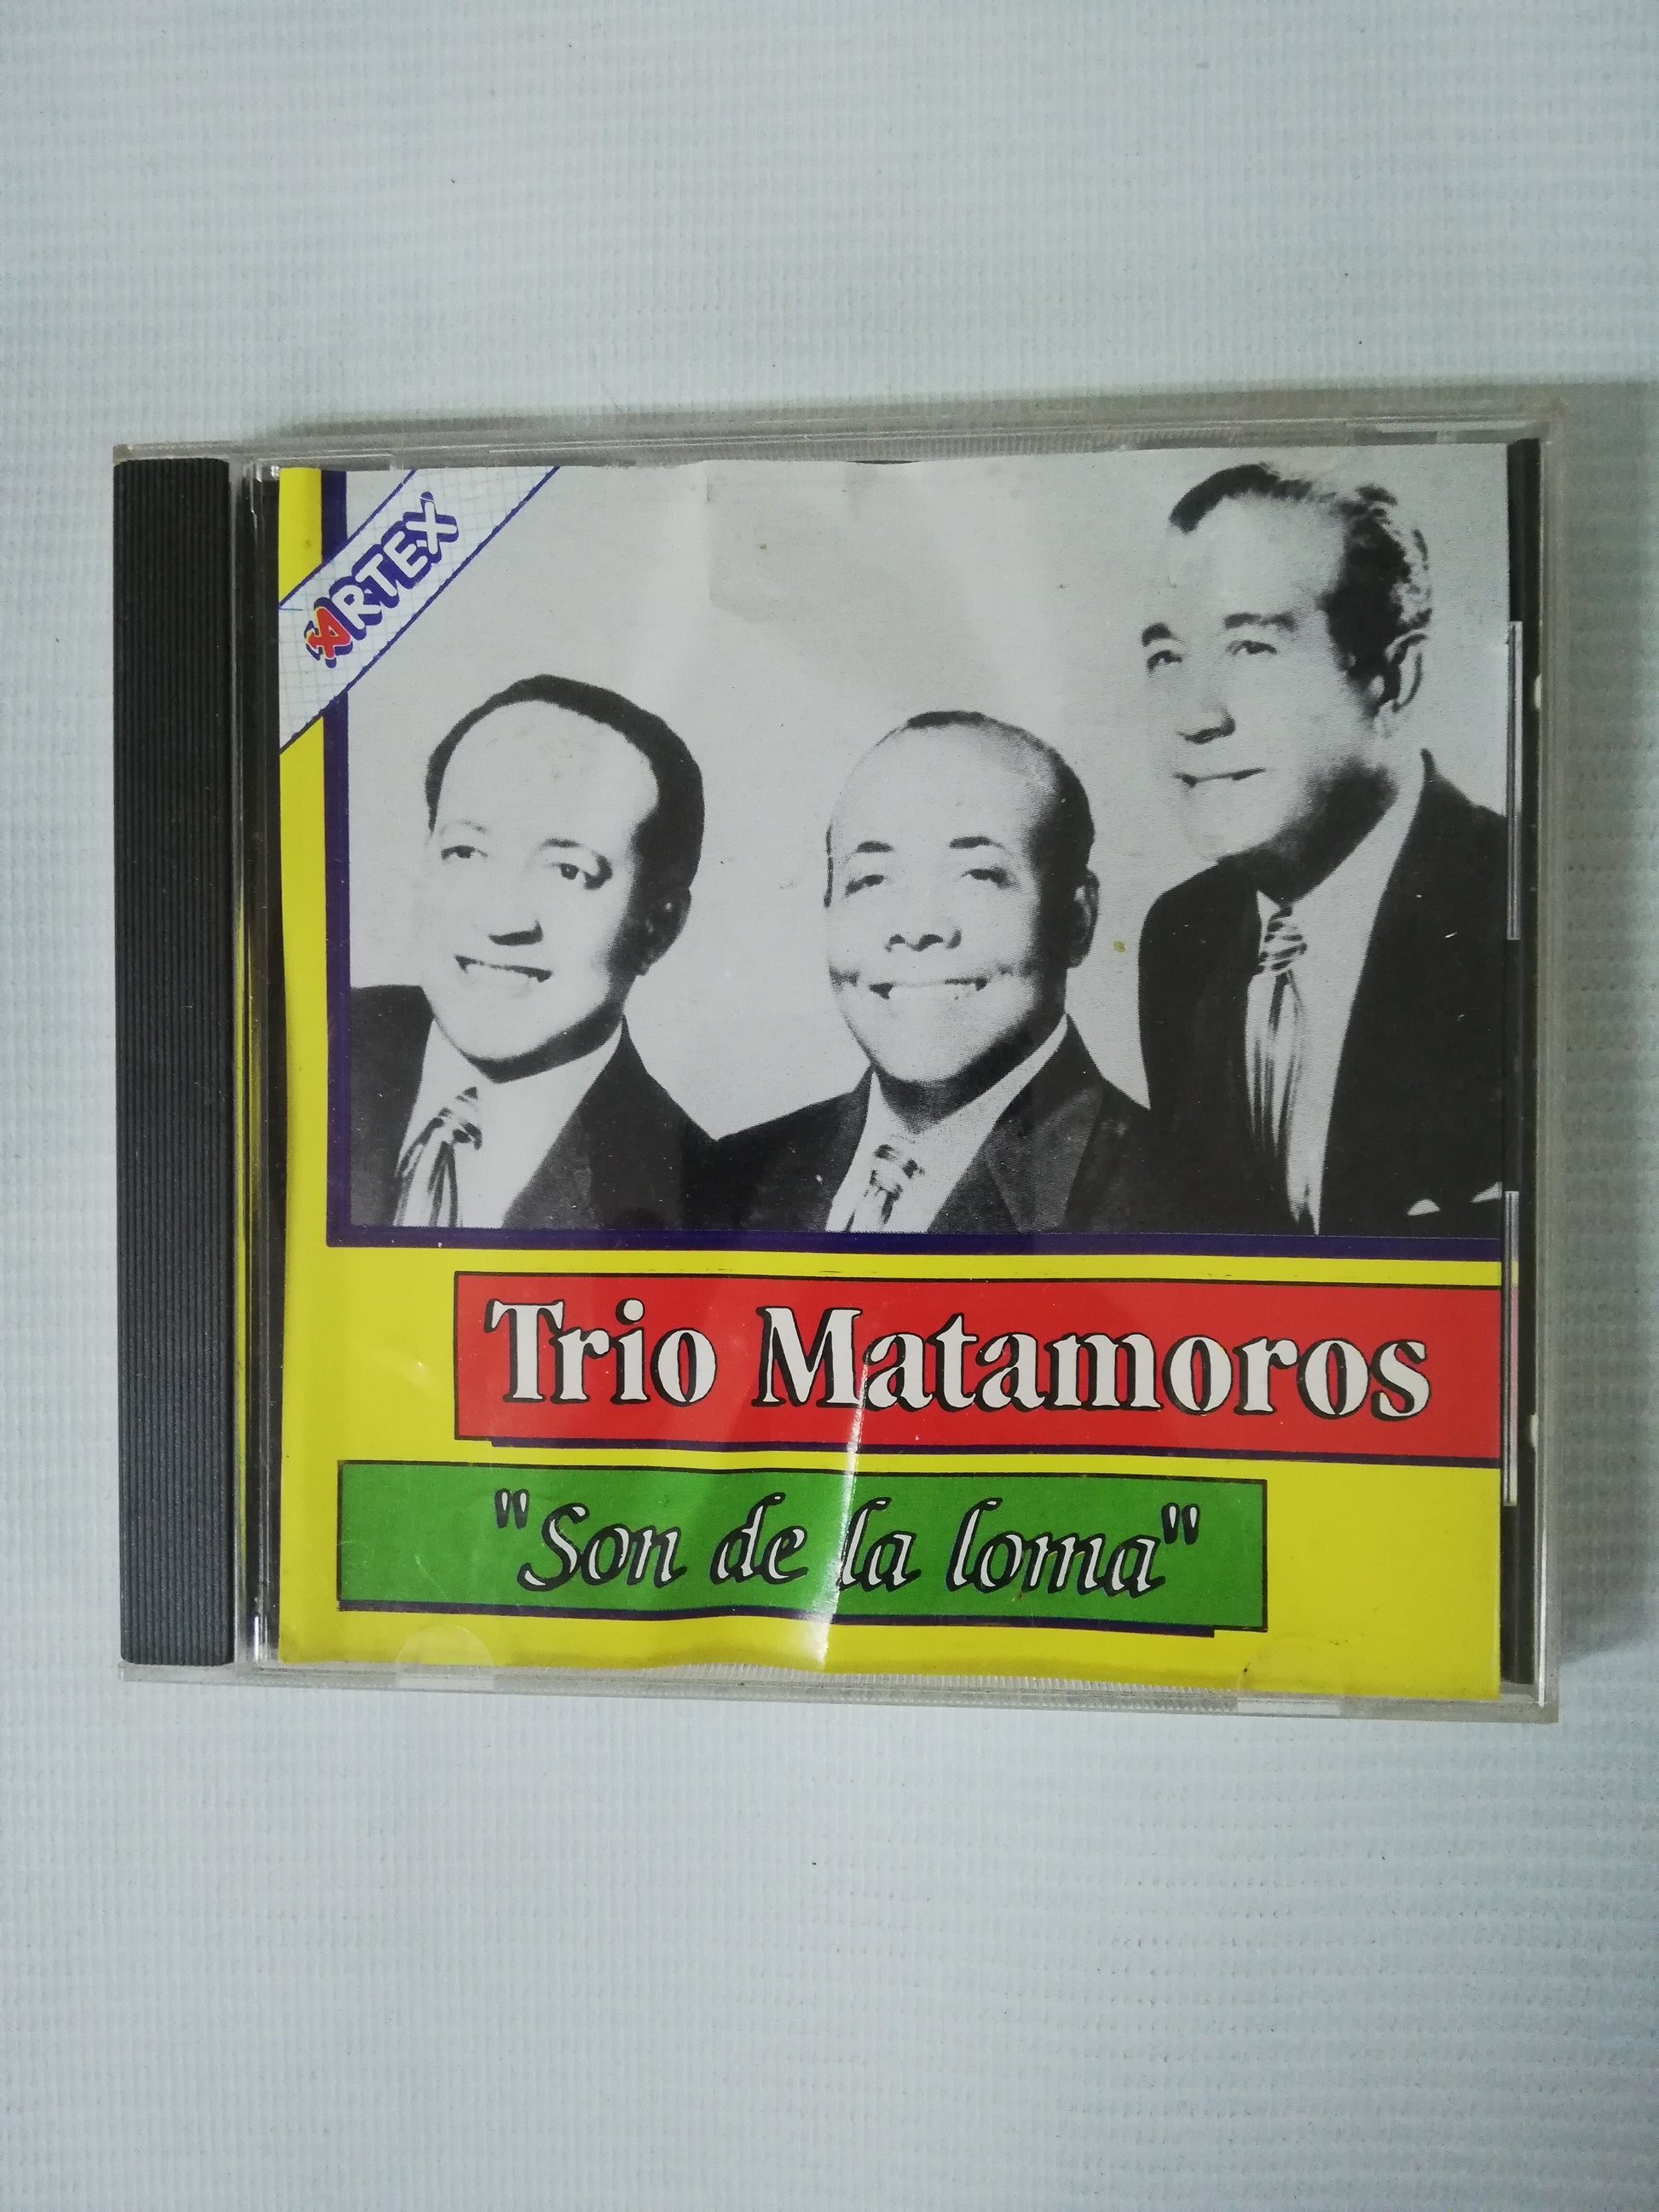 ARTEX
Trio Matamoros
"Son de la loma"